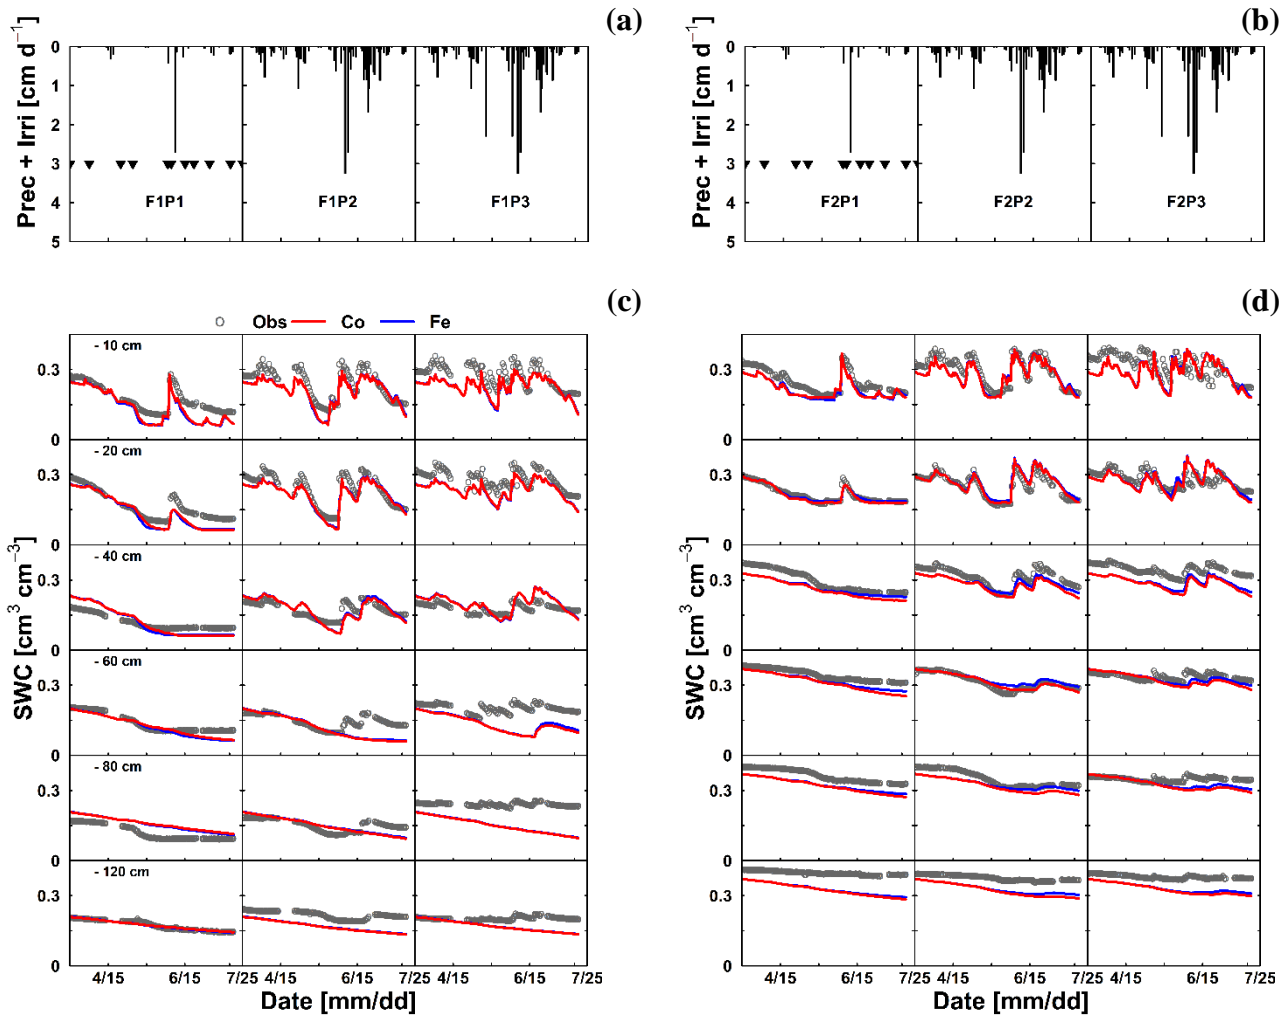 (a)
(b)
Prec + Irri [cm d⁻¹]
0
1
2
3
4
5
F1P1
F1P2
F1P3
Prec + Irri [cm d⁻¹]
0
1
2
3
4
5
F2P1
F2P2
F2P3
(c)
(d)
Obs
Co
Fe
SWC [cm³ cm⁻³]
- 10 cm
0.3
0
- 20 cm
0.3
0
- 40 cm
0.3
0
- 60 cm
0.3
0
- 80 cm
0.3
0
- 120 cm
0.3
0
4/15
6/15
7/25
4/15
6/15
7/25
4/15
6/15
7/25
Date [mm/dd]
SWC [cm³ cm⁻³]
0.3
0
0.3
0
0.3
0
0.3
0
0.3
0
0.3
0
4/15
6/15
7/25
4/15
6/15
7/25
4/15
6/15
7/25
Date [mm/dd]